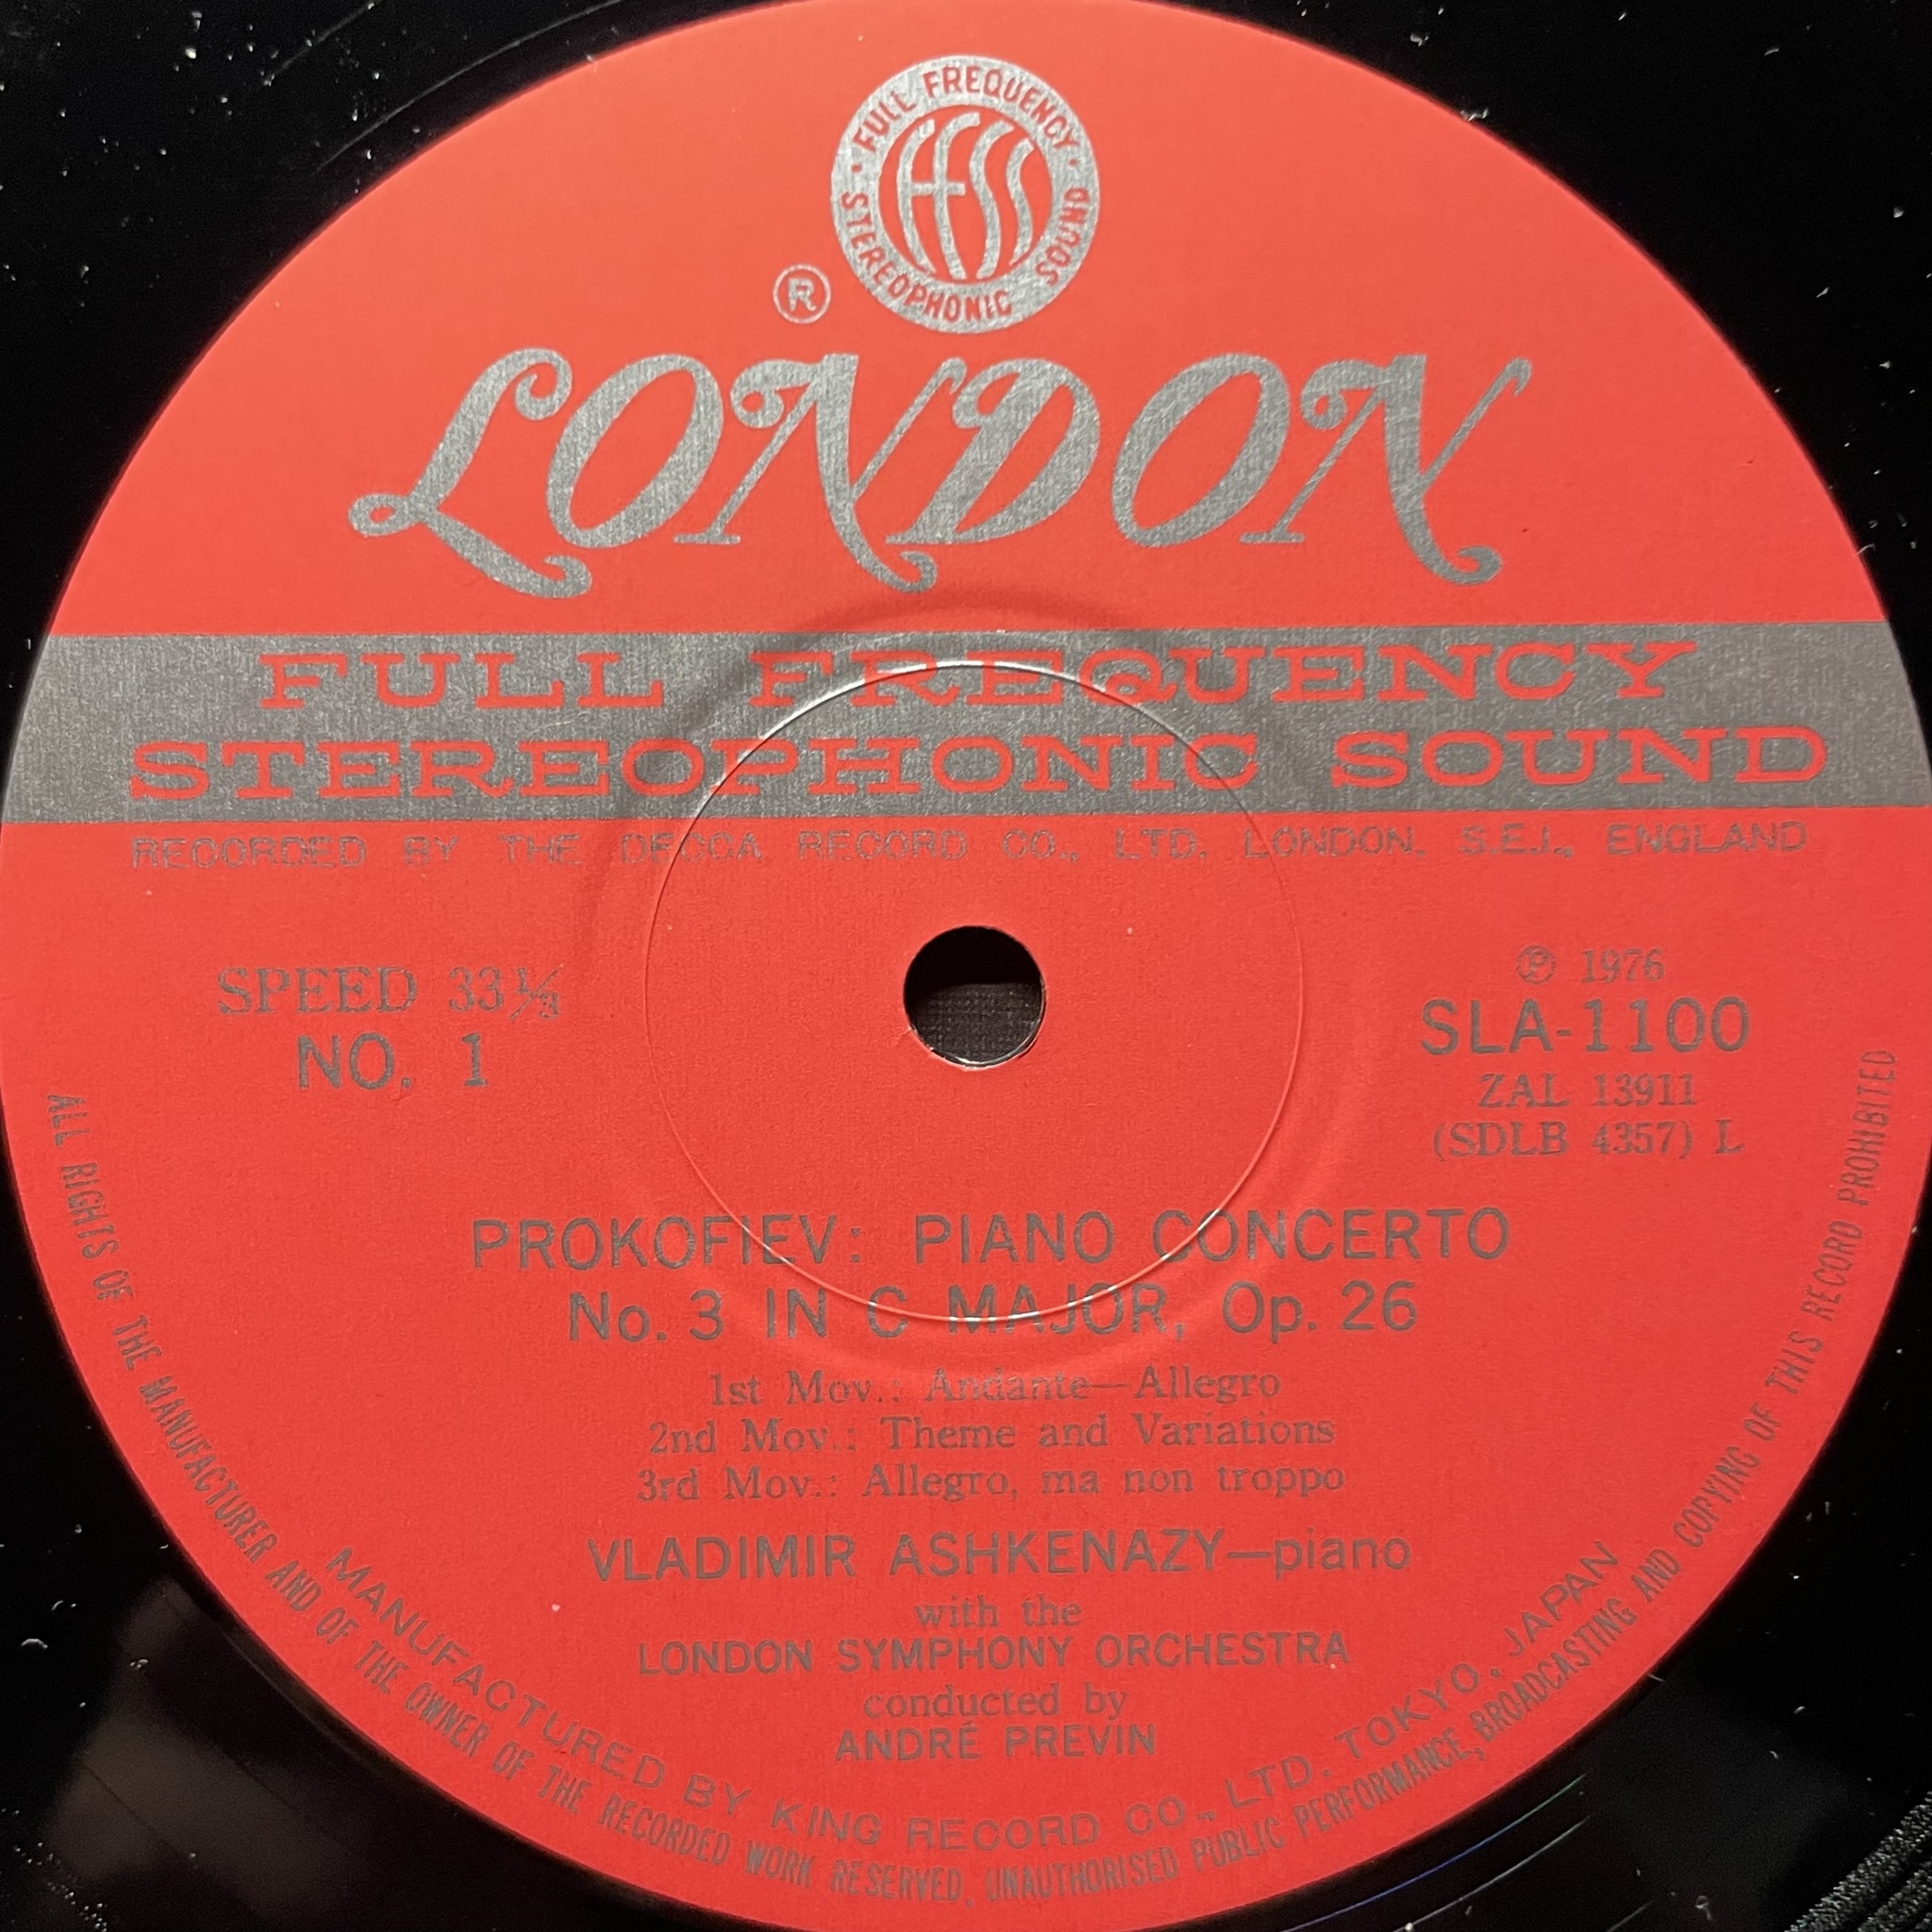 FULL FREQUENCY
STEREOPHONIC SOUND
ffss
®
LONDON
FULL FREQUENCY
STEREOPHONIC SOUND
RECORDED BY THE DECCA RECORD CO., LTD. LONDON. S.E.I., ENGLAND
SPEED 33⅓
NO. 1
Ⓟ 1976
SLA-1100
ZAL 13911
(SDLB 4357) L
PROKOFIEV: PIANO CONCERTO
No. 3 IN C MAJOR, Op. 26
1st Mov.: Andante—Allegro
2nd Mov.: Theme and Variations
3rd Mov.: Allegro, ma non troppo
VLADIMIR ASHKENAZY—piano
with the
LONDON SYMPHONY ORCHESTRA
conducted by
ANDRÉ PREVIN
MANUFACTURED BY KING RECORD CO., LTD. TOKYO, JAPAN
ALL RIGHTS OF THE MANUFACTURER AND OF THE OWNER OF THE RECORDED WORK RESERVED. UNAUTHORISED PUBLIC PERFORMANCE, BROADCASTING AND COPYING OF THIS RECORD PROHIBITED